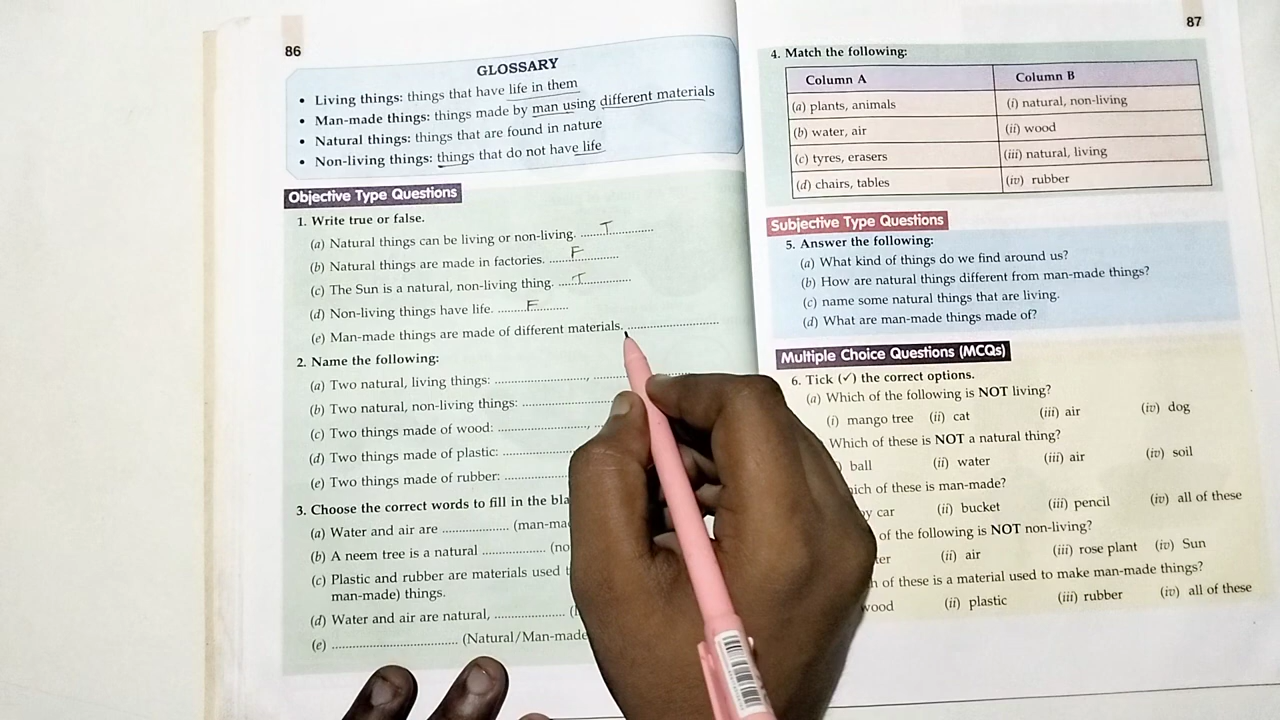 86
GLOSSARY
• Living things: things that have life in them
• Man-made things: things made by man using different materials
• Natural things: things that are found in nature
• Non-living things: things that do not have life
Objective Type Questions
1. Write true or false.
(a) Natural things can be living or non-living. ........T........
(b) Natural things are made in factories. ........F........
(c) The Sun is a natural, non-living thing. ........T........
(d) Non-living things have life. ........F........
(e) Man-made things are made of different materials. ........................
2. Name the following:
(a) Two natural, living things: ........................, ........
(b) Two natural, non-living things: ........................
(c) Two things made of wood: ........................,
(d) Two things made of plastic: ................
(e) Two things made of rubber: ................
3. Choose the correct words to fill in the
(a) Water and air are ................ (man-
(b) A neem tree is a natural ................
(c) Plastic and rubber are materials used
man-made) things.
(d) Water and air are natural, ................
(e) ................................ (Natural/Man-made
87
4. Match the following:
Column A Column B
(a) plants, animals (i) natural, non-living
(b) water, air (ii) wood
(c) tyres, erasers (iii) natural, living
(d) chairs, tables (iv) rubber
Subjective Type Questions
5. Answer the following:
(a) What kind of things do we find around us?
(b) How are natural things different from man-made things?
(c) name some natural things that are living.
(d) What are man-made things made of?
Multiple Choice Questions (MCQs)
6. Tick (✓) the correct options.
(a) Which of the following is NOT living?
(i) mango tree (ii) cat (iii) air (iv) dog
Which of these is NOT a natural thing?
ball (ii) water (iii) air (iv) soil
of these is man-made?
car (ii) bucket (iii) pencil (iv) all of these
of the following is NOT non-living?
(ii) air (iii) rose plant (iv) Sun
of these is a material used to make man-made things?
wood (ii) plastic (iii) rubber (iv) all of these